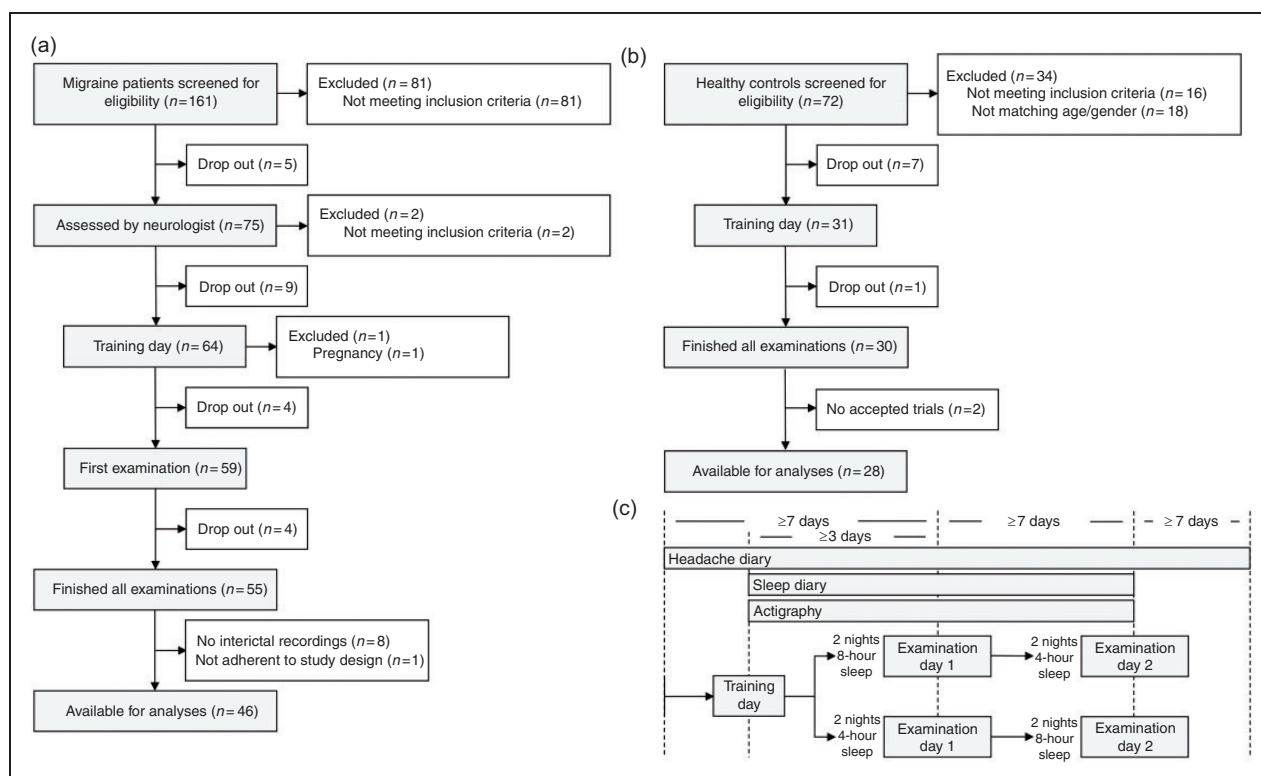 (a)
Migraine patients screened for
eligibility (n=161)
Excluded (n=81)
Not meeting inclusion criteria (n=81)
Drop out (n=5)
Assessed by neurologist (n=75)
Excluded (n=2)
Not meeting inclusion criteria (n=2)
Drop out (n=9)
Training day (n=64)
Excluded (n=1)
Pregnancy (n=1)
Drop out (n=4)
First examination (n=59)
Drop out (n=4)
Finished all examinations (n=55)
No interictal recordings (n=8)
Not adherent to study design (n=1)
Available for analyses (n=46)
(b)
Healthy controls screened for
eligibility (n=72)
Excluded (n=34)
Not meeting inclusion criteria (n=16)
Not matching age/gender (n=18)
Drop out (n=7)
Training day (n=31)
Drop out (n=1)
Finished all examinations (n=30)
No accepted trials (n=2)
Available for analyses (n=28)
(c)
≥7 days
≥7 days
≥7 days
≥3 days
Headache diary
Sleep diary
Actigraphy
Training
day
2 nights
8-hour
sleep
Examination
day 1
2 nights
4-hour
sleep
Examination
day 2
2 nights
4-hour
sleep
Examination
day 1
2 nights
8-hour
sleep
Examination
day 2